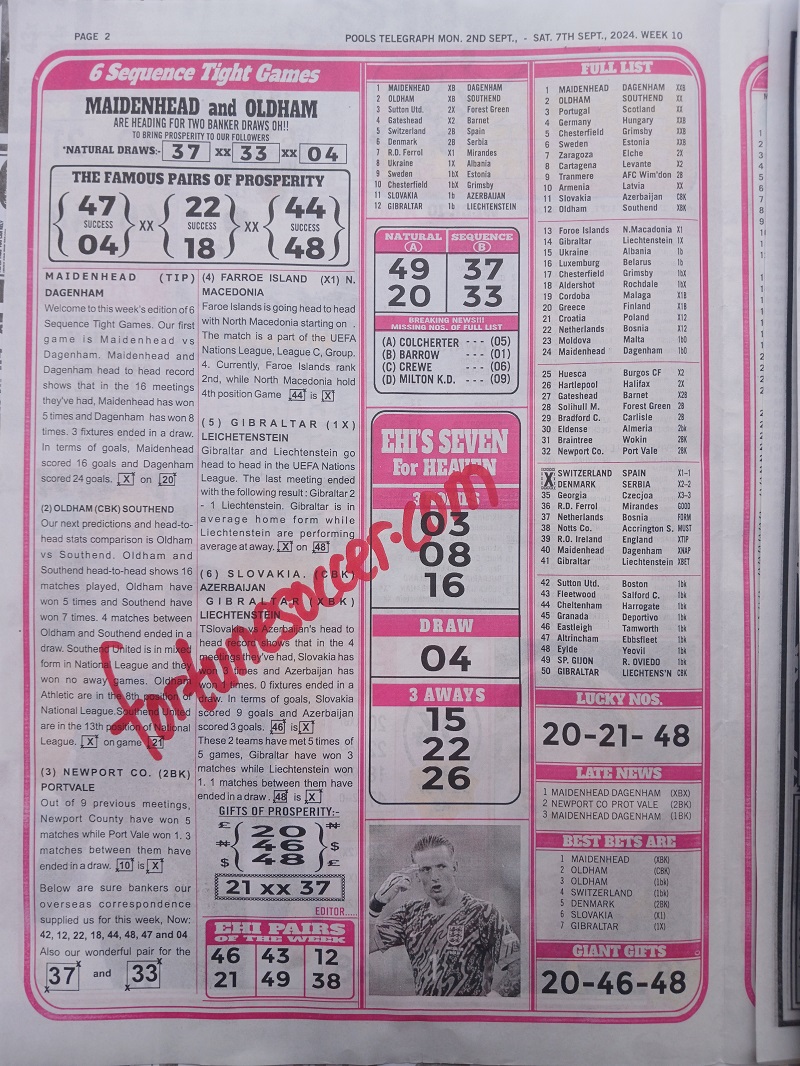 PAGE 2
POOLS TELEGRAPH MON. 2ND SEPT., - SAT. 7TH SEPT., 2024. WEEK 10
6 Sequence Tight Games
MAIDENHEAD and OLDHAM
ARE HEADING FOR TWO BANKER DRAWS OH!!
TO BRING PROSPERITY TO OUR FOLLOWERS
*NATURAL DRAWS:- 37 xx 33 xx 04
THE FAMOUS PAIRS OF PROSPERITY
47 22 44
SUCCESS XX SUCCESS XX SUCCESS
04 18 48
MAIDENHEAD (TIP)
DAGENHAM
Welcome to this week's edition of 6
Sequence Tight Games. Our first
game is Maidenhead vs
Dagenham. Maidenhead and
Dagenham head to head record
shows that in the 16 meetings
they've had, Maidenhead has won
5 times and Dagenham has won 8
times. 3 fixtures ended in a draw.
In terms of goals, Maidenhead
scored 16 goals and Dagenham
scored 24 goals. X on 20
(2) OLDHAM (CBK) SOUTHEND
Our next predictions and head-to-
head stats comparison is Oldham
vs Southend. Oldham and
Southend head-to-head shows 16
matches played, Oldham have
won 5 times and Southend have
won 7 times. 4 matches between
Oldham and Southend ended in a
draw. Southend United is in mixed
form in National League and they
won no away games. Oldham
Athletic are in the 8th position of
National League Southend United
are in the 13th position of National
League. X on game 21
(3) NEWPORT CO. (2BK)
PORTVALE
Out of 9 previous meetings,
Newport County have won 5
matches while Port Vale won 1, 3
matches between them have
ended in a draw. 10 is X
Below are sure bankers our
overseas correspondence
supplied us for this week, Now:
42, 12, 22, 18, 44, 48, 47 and 04
Also our wonderful pair for the
37 and 33
(4) FARROE ISLAND (X1) N.
MACEDONIA
Faroe Islands is going head to head
with North Macedonia starting on .
The match is a part of the UEFA
Nations League, League C, Group.
4. Currently, Faroe Islands rank
2nd, while North Macedonia hold
4th position Game 44 is X
(5) GIBRALTAR (1X)
LEICHETENSTEIN
Gibraltar and Liechtenstein go
head to head in the UEFA Nations
League. The last meeting ended
with the following result : Gibraltar 2
- 1 Liechtenstein. Gibraltar is in
average home form while
Liechtenstein are performing
average at away. X on 48
(6) SLOVAKIA. (CBK)
AZERBAIJAN
GIBRALTAR (XBK)
LIECHTENSTEIN
TSlovakia vs Azerbaijan's head to
head record shows that in the 4
meetings they've had, Slovakia has
won 3 times and Azerbaijan has
won times. 0 fixtures ended in a
draw. In terms of goals, Slovakia
scored 9 goals and Azerbaijan
scored 3 goals. 46 is X
These 2 teams have met 5 times of
5 games, Gibraltar have won 3
matches while Liechtenstein won
1. 1 matches between them have
ended in a draw. 48 is X
GIFTS OF PROSPERITY:-
£ 20 ₦
₦ 46 $
$ 48 £
21 xx 37
EDITOR.....
EHI PAIRS
OF THE WEEK
46 43 12
21 49 38
1 MAIDENHEAD XB DAGENHAM
2 OLDHAM XB SOUTHEND
3 Sutton Utd. 2X Forest Green
4 Gateshead X2 Barnet
5 Switzerland 2B Spain
6 Denmark 2B Serbia
7 R.D. Ferrol X1 Mirandes
8 Ukraine 1X Albania
9 Sweden 1bX Estonia
10 Chesterfield 1bX Grimsby
11 SLOVAKIA 1b AZERBAIJAN
12 GIBRALTAR 1b LIECHTENSTEIN
NATURAL SEQUENCE
(A) (B)
49 37
20 33
BREAKING NEWS!!!
MISSING NOS. OF FULL LIST
(A) COLCHERTER - - - (05)
(B) BARROW - - - (01)
(C) CREWE - - - (06)
(D) MILTON K.D. - - - (09)
EHI'S SEVEN
For HEAVEN
03
08
16
DRAW
04
3 AWAYS
15
22
26
FULL LIST
1 MAIDENHEAD DAGENHAM XXB
2 OLDHAM SOUTHEND XX
3 Portugal Scotland XX
4 Germany Hungary XXB
5 Chesterfield Grimsby XXB
6 Sweden Estonia XX
7 Zaragoza Elche 2X
8 Cartagena Levante X2
9 Tranmere AFC Wim'don 2B
10 Armenia Latvia XX
11 Slovakia Azerbaijan CBK
12 Oldham Southend XBK
13 Foroe Islands N.Macadonia X1
14 Gibraltar Liechtenstein 1X
15 Ukraine Albania 1b
16 Luxemburg Belarus 1b
17 Chesterfield Grimsby 1bX
18 Aldershot Rochdale 1bX
19 Cordoba Malaga X1B
20 Greece Finland X1B
21 Croatia Poland X12
22 Netherlands Bosnia X12
23 Moldova Malta 1bO
24 Maidenhead Dagenham 1bO
25 Huesca Burgos CF X2
26 Hartlepool Halifax 2X
27 Gateshead Barnet X2B
28 Solihull M. Forest Green 2B
29 Bradford C. Carlisle 2B
30 Eldense Almeria 2bk
31 Braintree Wokin 2BK
32 Newport Co. Port Vale 2BK
X SWITZERLAND SPAIN X1-1
DENMARK SERBIA X2-2
35 Georgia Czecjoa X3-3
36 R.D. Ferrol Mirandes GOOD
37 Netherlands Bosnia FORM
38 Notts Co. Accrington S. MUST
39 R.O. Ireland England XTIP
40 Maidenhead Dagenham XNAP
41 Gibraltar Liechtenstein XBET
42 Sutton Utd. Boston 1bk
43 Fleetwood Salford C. 1bk
44 Cheltenham Harrogate 1bk
45 Granada Deportivo 1bk
46 Eastleigh Tamworth 1bk
47 Altrincham Ebbsfleet 1bk
48 Eylde Yeovil 1bk
49 SP. GIJON R. OVIEDO 1bk
50 GIBRALTAR LIECHTENS'N CBK
LUCKY NOS.
20-21- 48
LATE NEWS
1 MAIDENHEAD DAGENHAM (XBX)
2 NEWPORT CO PROT VALE (2BK)
3 MAIDENHEAD DAGENHAM (1BK)
BEST BETS ARE
1 MAIDENHEAD (XBK)
2 OLDHAM (CBK)
3 OLDHAM (1bk)
4 SWITZERLAND (1bk)
5 DENMARK (2BK)
6 SLOVAKIA (X1)
7 GIBRALTAR (1X)
GIANT GIFTS
20-46-48
fortunesoccer.com